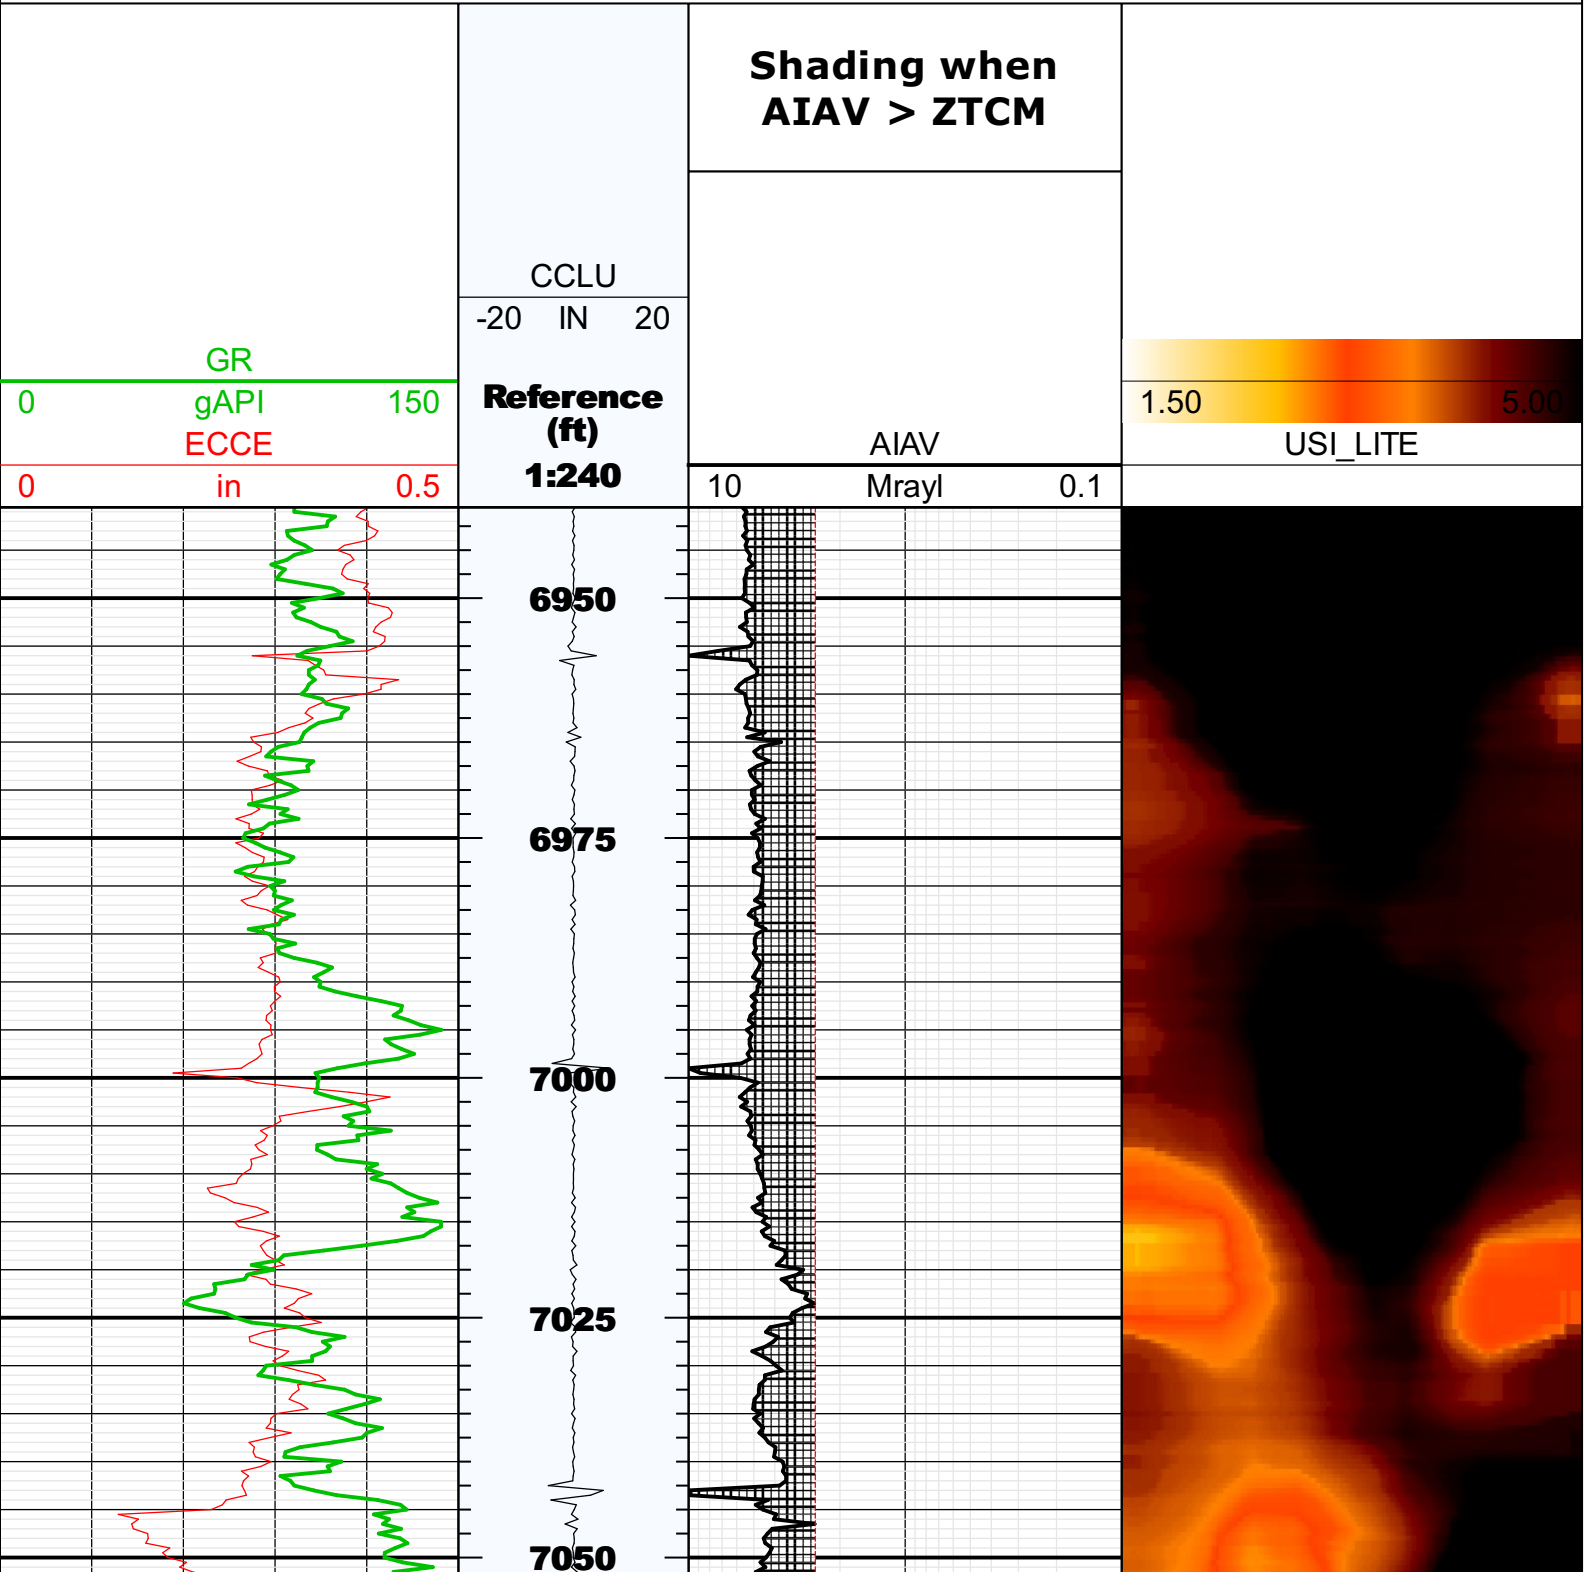 Shading when
AIAV > ZTCM
CCLU
-20 IN 20
GR
0 gAPI 150
ECCE
0 in 0.5
Reference
(ft)
1:240
AIAV
10 Mrayl 0.1
1.50 5.00
USI_LITE
6950
6975
7000
7025
7050